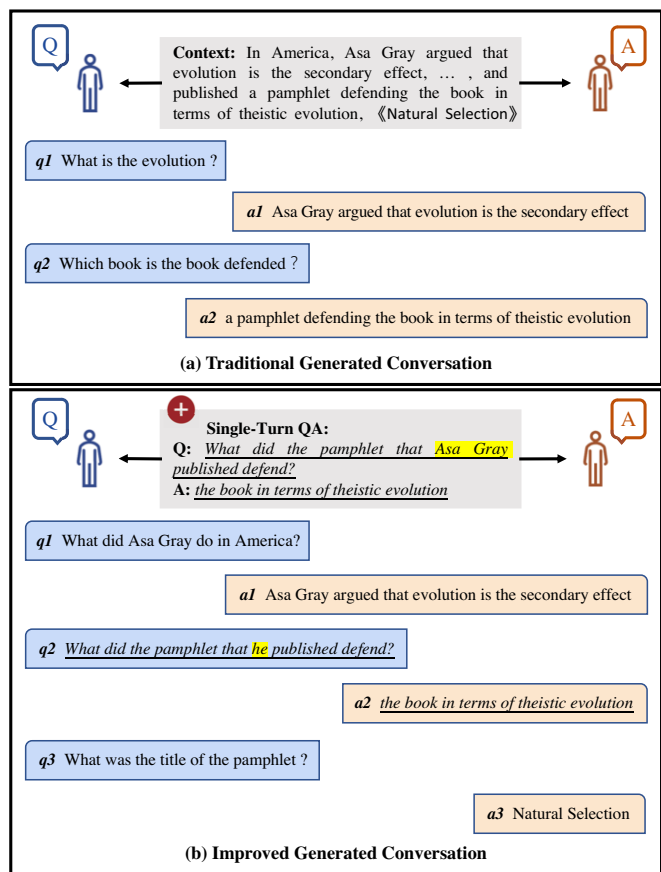 Q
A
Context: In America, Asa Gray argued that
evolution is the secondary effect, … , and
published a pamphlet defending the book in
terms of theistic evolution, 《Natural Selection》
q1 What is the evolution ?
a1 Asa Gray argued that evolution is the secondary effect
q2 Which book is the book defended ?
a2 a pamphlet defending the book in terms of theistic evolution
(a) Traditional Generated Conversation
Q
A
Single-Turn QA:
Q: What did the pamphlet that Asa Gray
published defend?
A: the book in terms of theistic evolution
q1 What did Asa Gray do in America?
a1 Asa Gray argued that evolution is the secondary effect
q2 What did the pamphlet that he published defend?
a2 the book in terms of theistic evolution
q3 What was the title of the pamphlet ?
a3 Natural Selection
(b) Improved Generated Conversation